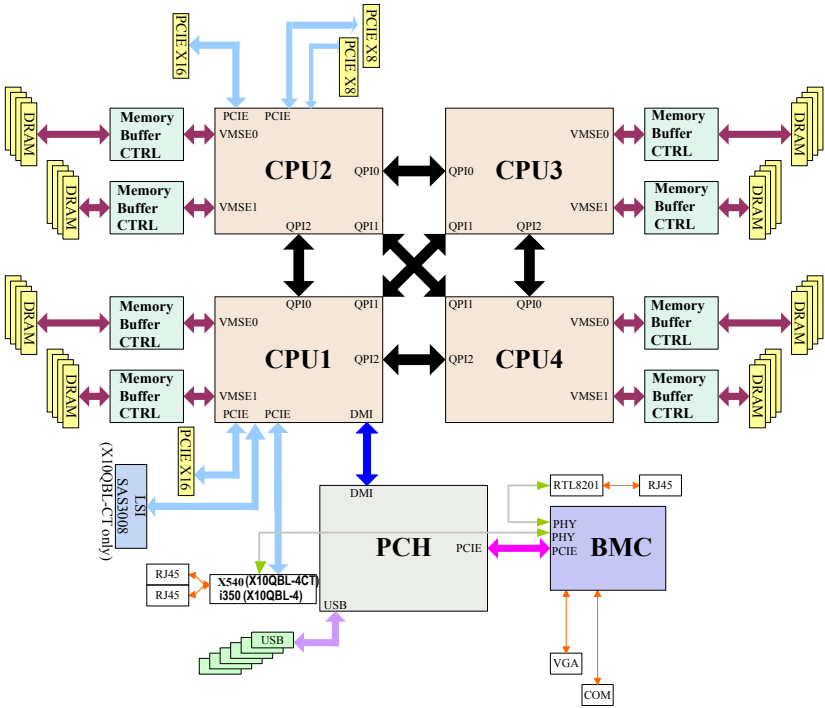 PCIE X16
PCIE X8
PCIE X8
PCIE
PCIE
DRAM
Memory
Buffer
CTRL
VMSE0
CPU2
QPI0
DRAM
Memory
Buffer
CTRL
VMSE1
QPI2
QPI1
QPI0
CPU3
VMSE0
Memory
Buffer
CTRL
DRAM
QPI1
QPI2
VMSE1
Memory
Buffer
CTRL
DRAM
DRAM
Memory
Buffer
CTRL
QPI0
QPI1
VMSE0
CPU1
QPI2
DRAM
Memory
Buffer
CTRL
VMSE1
PCIE
PCIE
DMI
QPI1
QPI0
VMSE0
QPI2
CPU4
VMSE1
Memory
Buffer
CTRL
DRAM
Memory
Buffer
CTRL
DRAM
PCIE X16
LSI
SAS3008
(X10QBL-CT only)
DMI
PCH
PCIE
USB
RTL8201
RJ45
PHY
PHY
PCIE
BMC
RJ45
RJ45
X540 (X10QBL-4CT)
i350 (X10QBL-4)
USB
VGA
COM